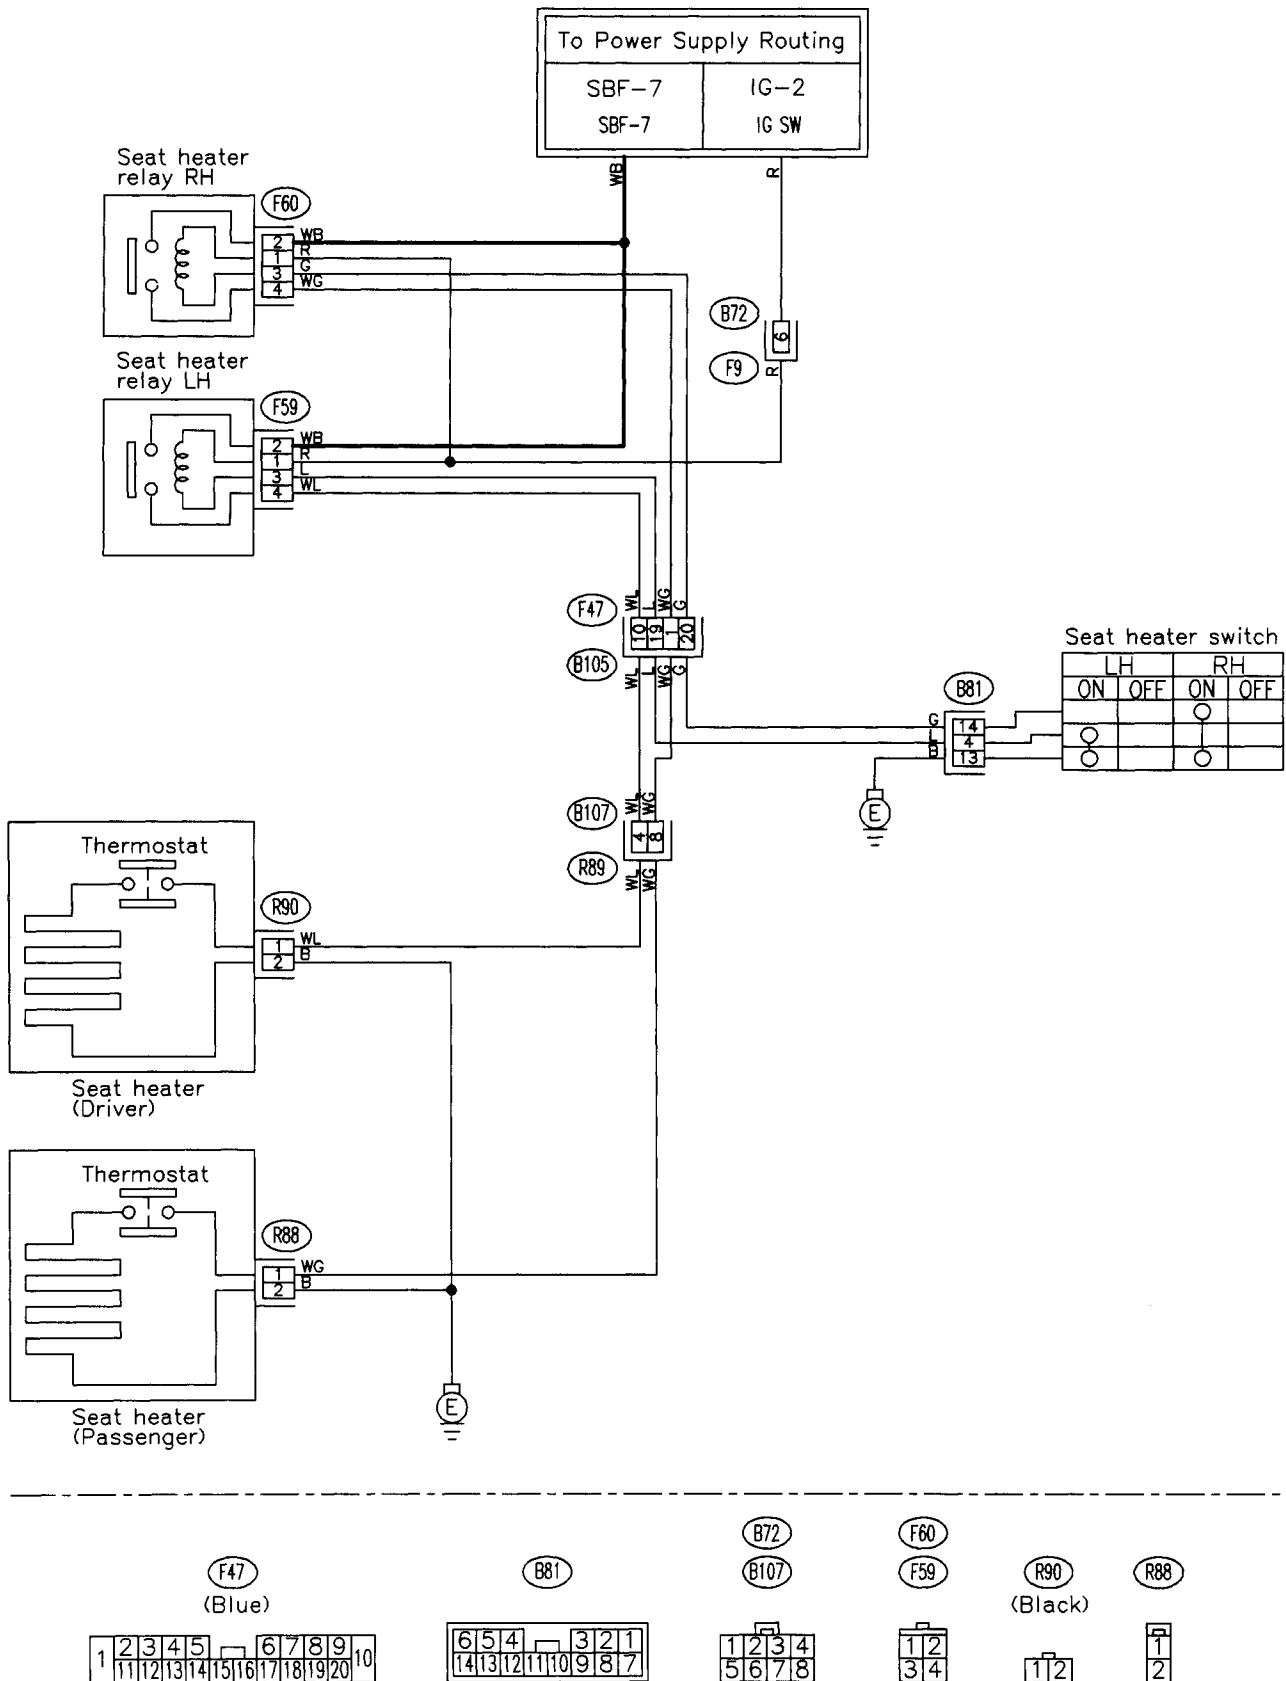 To Power Supply Routing
SBF-7 IG-2
SBF-7 IG SW
WB R
Seat heater
relay RH
F60
2 WB
1 R
3 G
4 WG
B72
6
F9 R
Seat heater
relay LH
F59
2 WB
1 R
3 L
4 WL
F47 WL L WG G
10 19 1 20
B105 WL L WG G
Seat heater switch
LH RH
ON OFF ON OFF
B81
G 14
L 4
B 13
E
B107 WL WG
4 8
R89 WL WG
Thermostat
R90
1 WL
2 B
Seat heater
(Driver)
Thermostat
R88
1 WG
2 B
E
Seat heater
(Passenger)
B72 F60
F47 B81 B107 F59 R90 R88
(Blue) (Black)
1 2 3 4 5 6 7 8 9 10
11 12 13 14 15 16 17 18 19 20
6 5 4 3 2 1
14 13 12 11 10 9 8 7
1 2 3 4
5 6 7 8
1 2
3 4
1 2
1
2